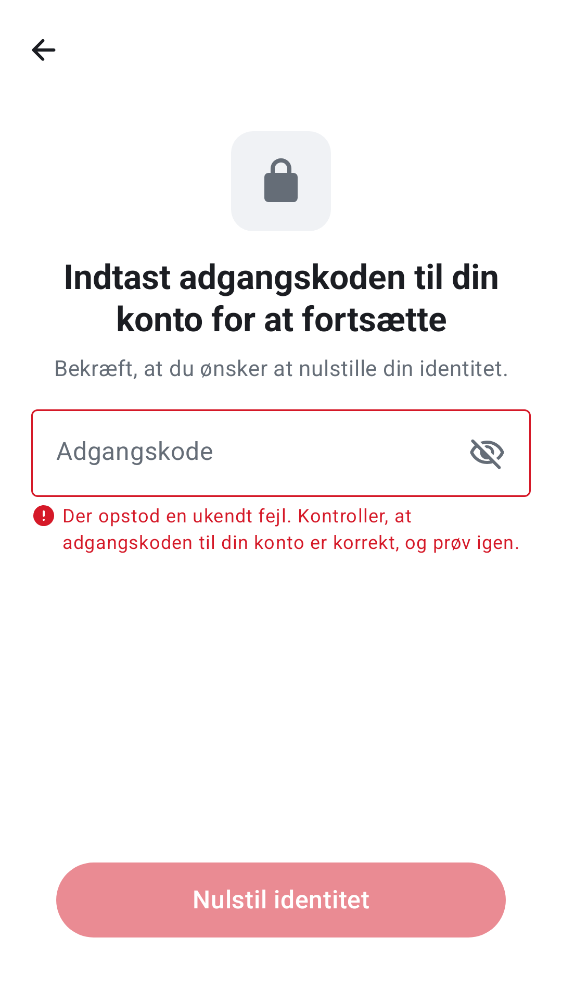 Indtast adgangskoden til din
konto for at fortsætte
Bekræft, at du ønsker at nulstille din identitet.
Adgangskode
Der opstod en ukendt fejl. Kontroller, at
adgangskoden til din konto er korrekt, og prøv igen.
Nulstil identitet